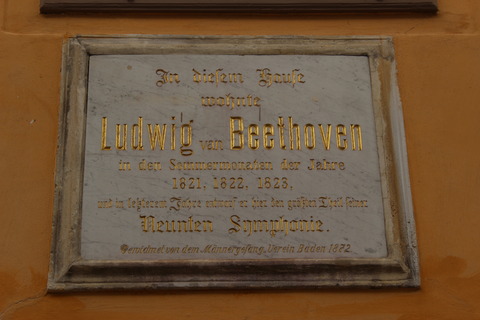 In diesem Hause
wohnte
Ludwig van Beethoven
in den Sommermonaten der Jahre
1821, 1822, 1823,
und in letzterem Jahre entwarf er hier den größten Theil seiner
Neunten Symphonie.
Gewidmet von dem Männergesang Verein Baden 1872.